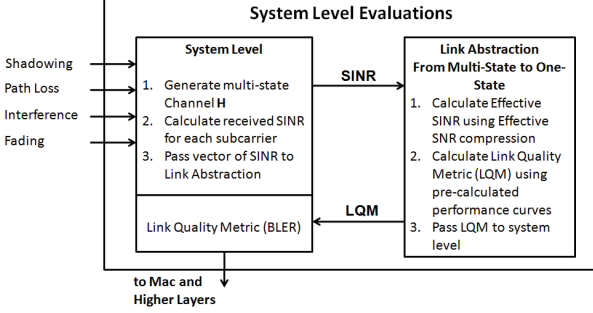 System Level Evaluations
Shadowing
Path Loss
Interference
Fading
System Level
1. Generate multi-state
Channel H
2. Calculate received SINR
for each subcarrier
3. Pass vector of SINR to
Link Abstraction
Link Quality Metric (BLER)
SINR
LQM
Link Abstraction
From Multi-State to One-
State
1. Calculate Effective
SINR using Effective
SNR compression
2. Calculate Link Quality
Metric (LQM) using
pre-calculated
performance curves
3. Pass LQM to system
level
to Mac and
Higher Layers